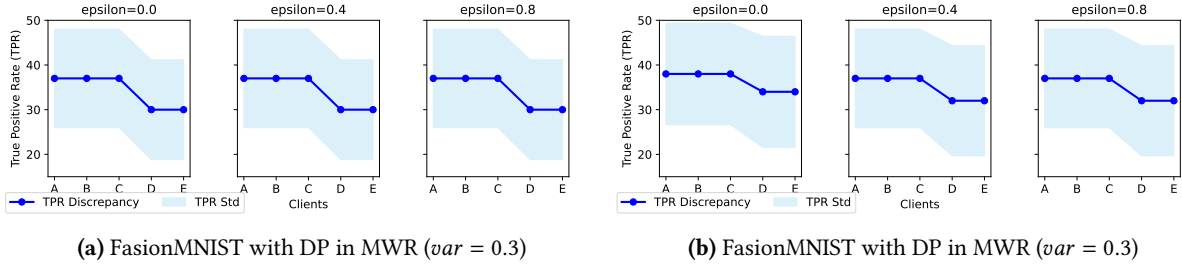 epsilon=0.0 epsilon=0.4 epsilon=0.8
True Positive Rate (TPR)
50
40
30
20
A B C D E A B C D E A B C D E
Clients
TPR Discrepancy TPR Std
(a) FasionMNIST with DP in MWR (var = 0.3)
epsilon=0.0 epsilon=0.4 epsilon=0.8
True Positive Rate (TPR)
50
40
30
20
A B C D E A B C D E A B C D E
Clients
TPR Discrepancy TPR Std
(b) FasionMNIST with DP in MWR (var = 0.3)